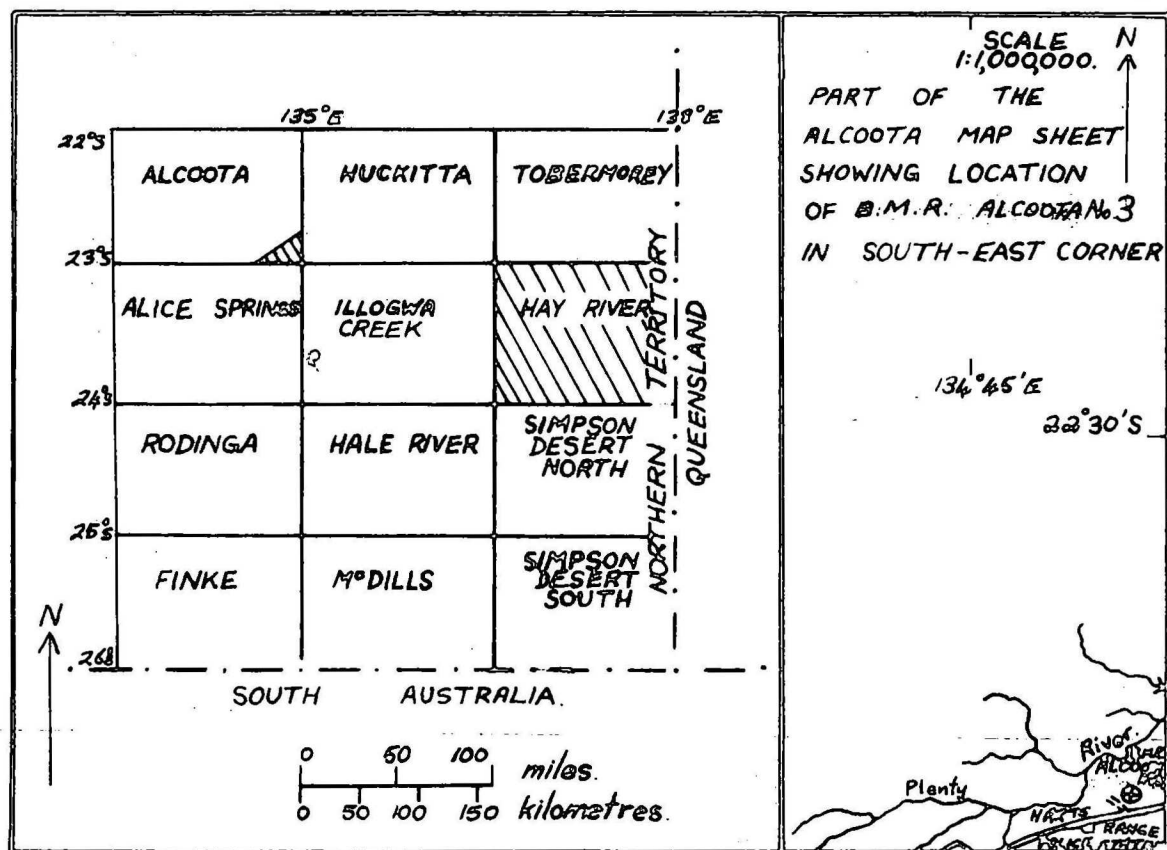 135°E
138°E
22°S
ALCOOTA
HUCKITTA
TOBERMOREY
23°S
ALICE SPRINGS
ILLOGWA
CREEK
HAY RIVER
24°S
RODINGA
HALE RIVER
SIMPSON
DESERT
NORTH
25°S
FINKE
McDILLS
SIMPSON
DESERT
SOUTH
26°S
NORTHERN TERRITORY
QUEENSLAND
N
SOUTH AUSTRALIA.
0 50 100
miles.
0 50 100 150 kilometres.
SCALE
1:1,000,000.
N
PART OF THE
ALCOOTA MAP SHEET
SHOWING LOCATION
OF B.M.R. ALCOOTA No 3
IN SOUTH-EAST CORNER
134°45'E
22°30'S
River.
Plenty
RANGE